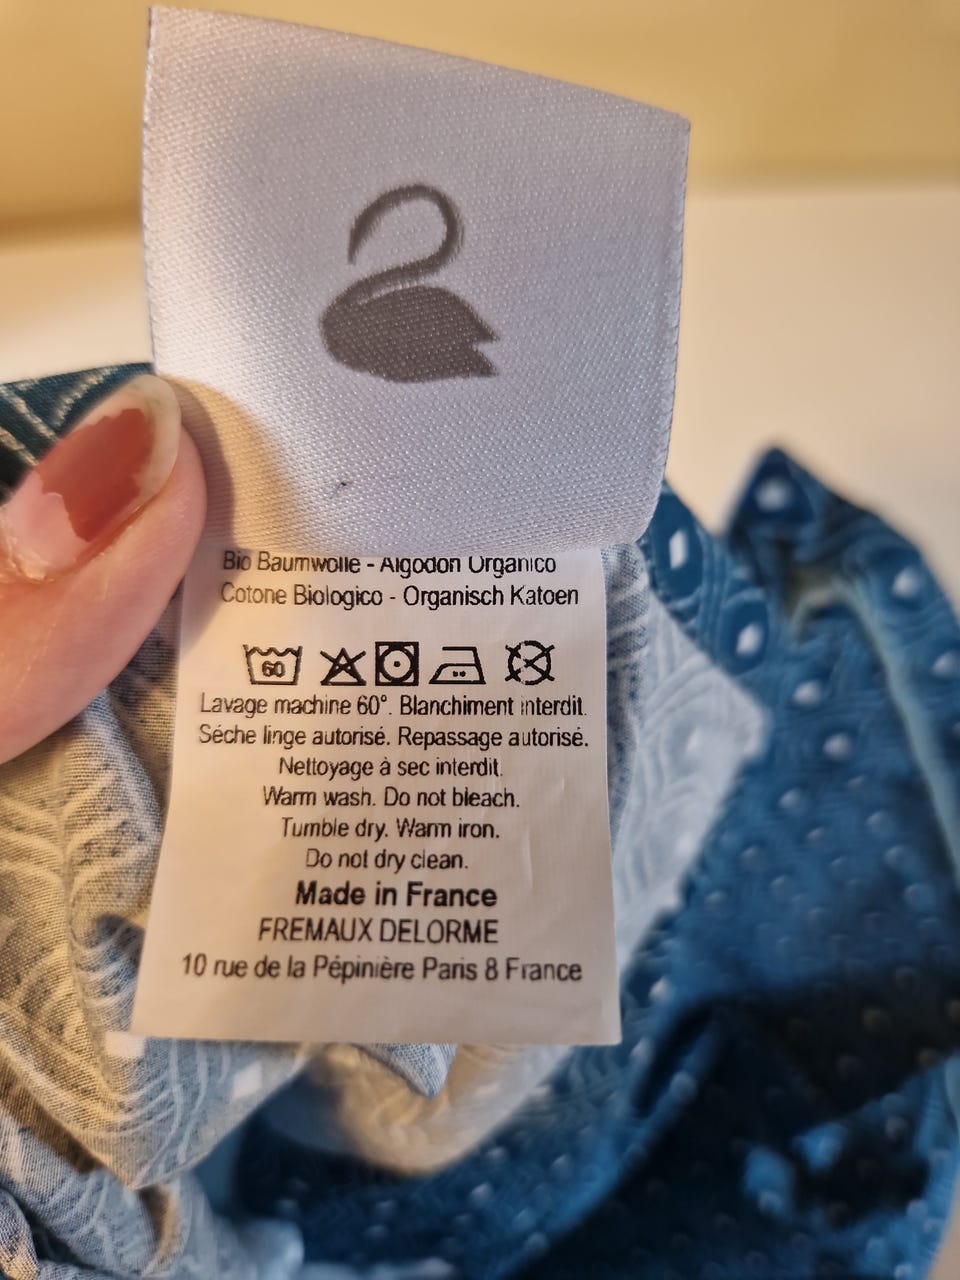 Bio Baumwolle - Algodon Organico
Cotone Biologico - Organisch Katoen
60
Lavage machine 60°. Blanchiment interdit.
Séche linge autorisé. Repassage autorisé.
Nettoyage à sec interdit.
Warm wash. Do not bleach.
Tumble dry. Warm iron.
Do not dry clean.
Made in France
FREMAUX DELORME
10 rue de la Pépinière Paris 8 France